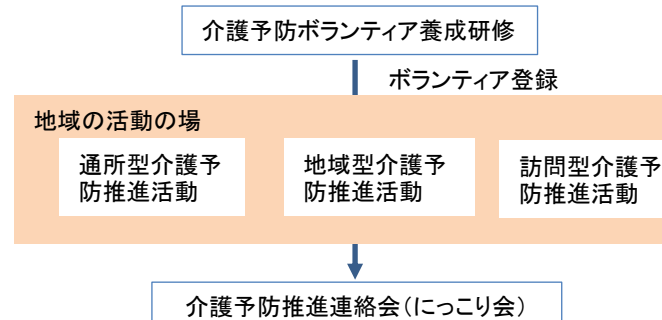 介護予防ボランティア養成研修
ボランティア登録
地域の活動の場
通所型介護予
防推進活動
地域型介護予
防推進活動
訪問型介護予
防推進活動
介護予防推進連絡会(にっこり会)